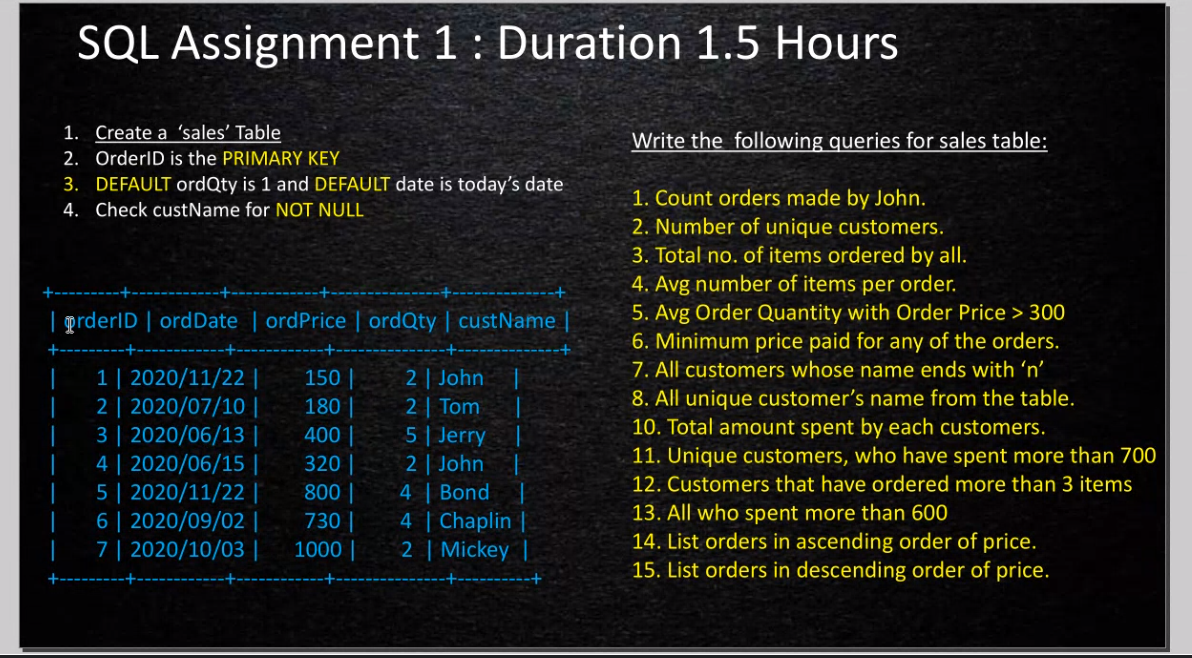 SQL Assignment 1 : Duration 1.5 Hours
1. Create a ‘sales’ Table
2. OrderID is the PRIMARY KEY
3. DEFAULT ordQty is 1 and DEFAULT date is today’s date
4. Check custName for NOT NULL
+---------+------------+-----------+--------------+-------------+
| orderID | ordDate | ordPrice | ordQty | custName |
+---------+------------+-----------+--------------+-------------+
| 1 | 2020/11/22 | 150 | 2 | John |
| 2 | 2020/07/10 | 180 | 2 | Tom |
| 3 | 2020/06/13 | 400 | 5 | Jerry |
| 4 | 2020/06/15 | 320 | 2 | John |
| 5 | 2020/11/22 | 800 | 4 | Bond |
| 6 | 2020/09/02 | 730 | 4 | Chaplin |
| 7 | 2020/10/03 | 1000 | 2 | Mickey |
+---------+------------+-----------+--------------+----------+
Write the following queries for sales table:
1. Count orders made by John.
2. Number of unique customers.
3. Total no. of items ordered by all.
4. Avg number of items per order.
5. Avg Order Quantity with Order Price > 300
6. Minimum price paid for any of the orders.
7. All customers whose name ends with ‘n’
8. All unique customer’s name from the table.
10. Total amount spent by each customers.
11. Unique customers, who have spent more than 700
12. Customers that have ordered more than 3 items
13. All who spent more than 600
14. List orders in ascending order of price.
15. List orders in descending order of price.